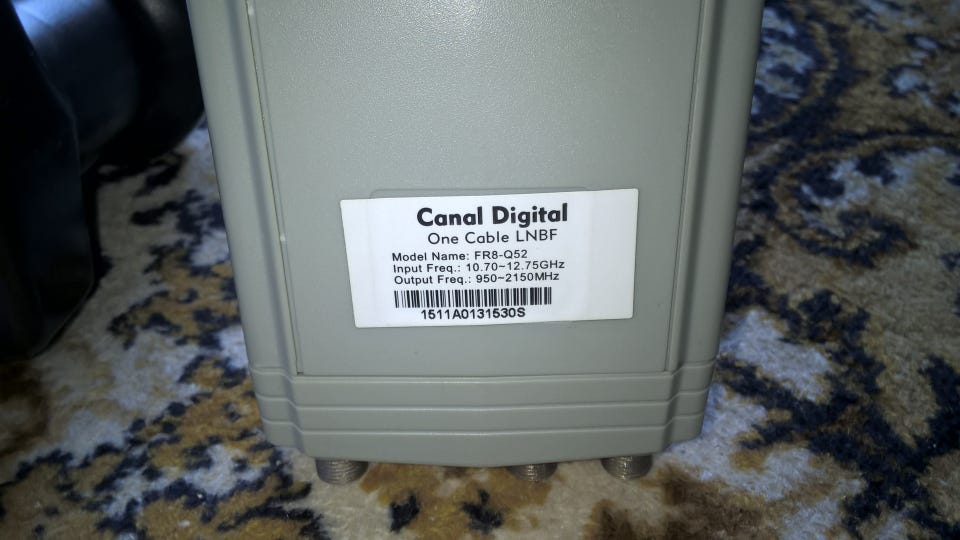 Canal Digital
One Cable LNBF
Model Name: FR8-Q52
Input Freq.: 10.70~12.75GHz
Output Freq.: 950~2150MHz
1511A0131530S